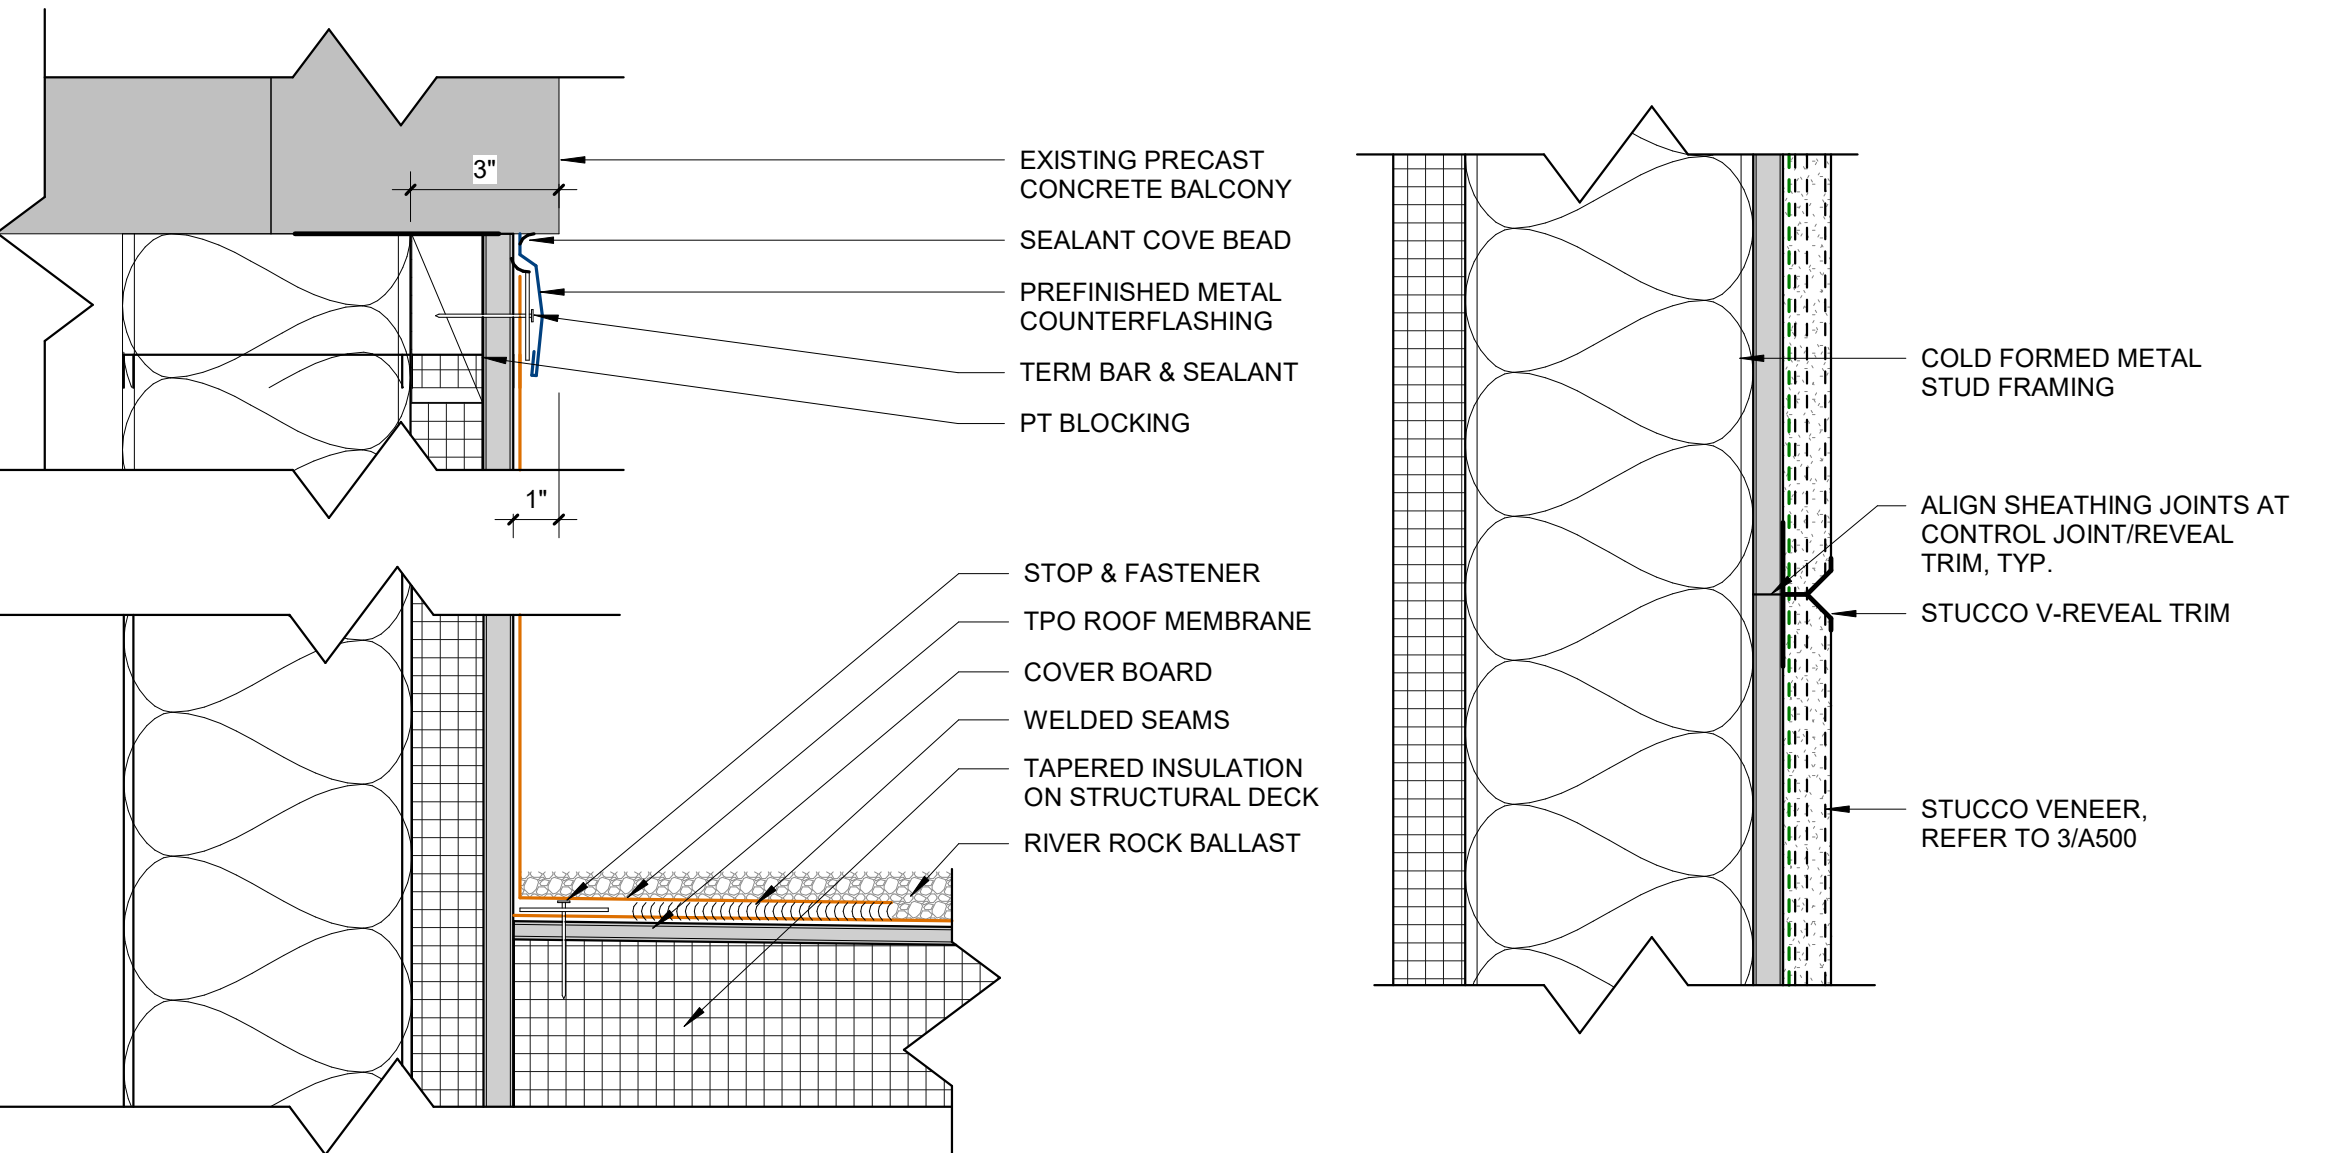 3"
EXISTING PRECAST
CONCRETE BALCONY
SEALANT COVE BEAD
PREFINISHED METAL
COUNTERFLASHING
TERM BAR & SEALANT
PT BLOCKING
1"
STOP & FASTENER
TPO ROOF MEMBRANE
COVER BOARD
WELDED SEAMS
TAPERED INSULATION
ON STRUCTURAL DECK
RIVER ROCK BALLAST
COLD FORMED METAL
STUD FRAMING
ALIGN SHEATHING JOINTS AT
CONTROL JOINT/REVEAL
TRIM, TYP.
STUCCO V-REVEAL TRIM
STUCCO VENEER,
REFER TO 3/A500